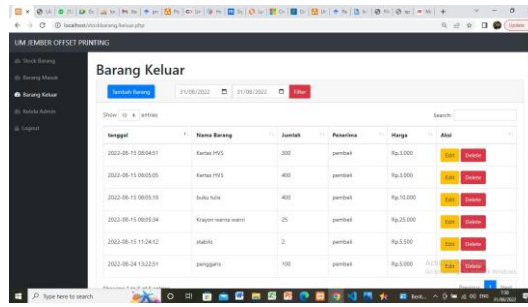 localhost/stockbarang/keluar.php
Update
UM JEMBER OFFSET PRINTING
Stock Barang
Barang Masuk
Barang Keluar
Kelola Admin
Logout
Barang Keluar
Tambah Barang
31/08/2022
31/08/2022
Filter
Show 10 entries
Search:
tanggal Nama Barang Jumlah Penerima Harga Aksi
2022-08-15 08:04:51 Kertas HVS 300 pembeli Rp.3.000 Edit Delete
2022-08-15 08:05:05 Kertas HVS 400 pembeli Rp.3.000 Edit Delete
2022-08-15 08:05:18 buku tulis 400 pembeli Rp.10.000 Edit Delete
2022-08-15 08:05:34 Krayon warna warni 25 pembeli Rp.25.000 Edit Delete
2022-08-15 11:24:12 stabilo 2 pembeli Rp.5.500 Edit Delete
2022-08-24 13:22:51 penggaris 100 pembeli Rp.5.000 Edit Delete
Type here to search
ENG
31/08/2022